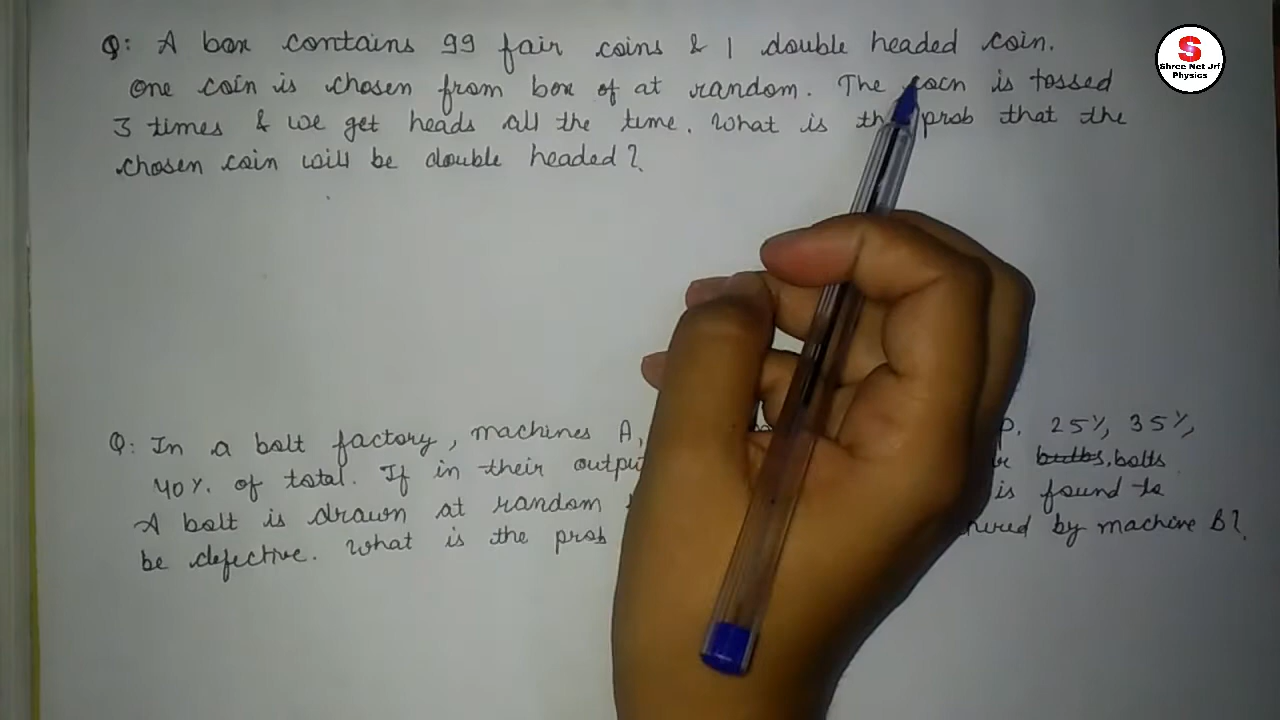 Q: A box contains 99 fair coins & 1 double headed coin.
One coin is chosen from box of at random. The coin is tossed
3 times & we get heads all the time. What is the prob that the
chosen coin will be double headed?
S
Shree Net Jrf
Physics
Q: In a bolt factory, machines A, p. 25%, 35%,
40%. of total. If in their output bulbs, bolts
A bolt is drawn at random is found to
be defective. What is the prob by machine B?